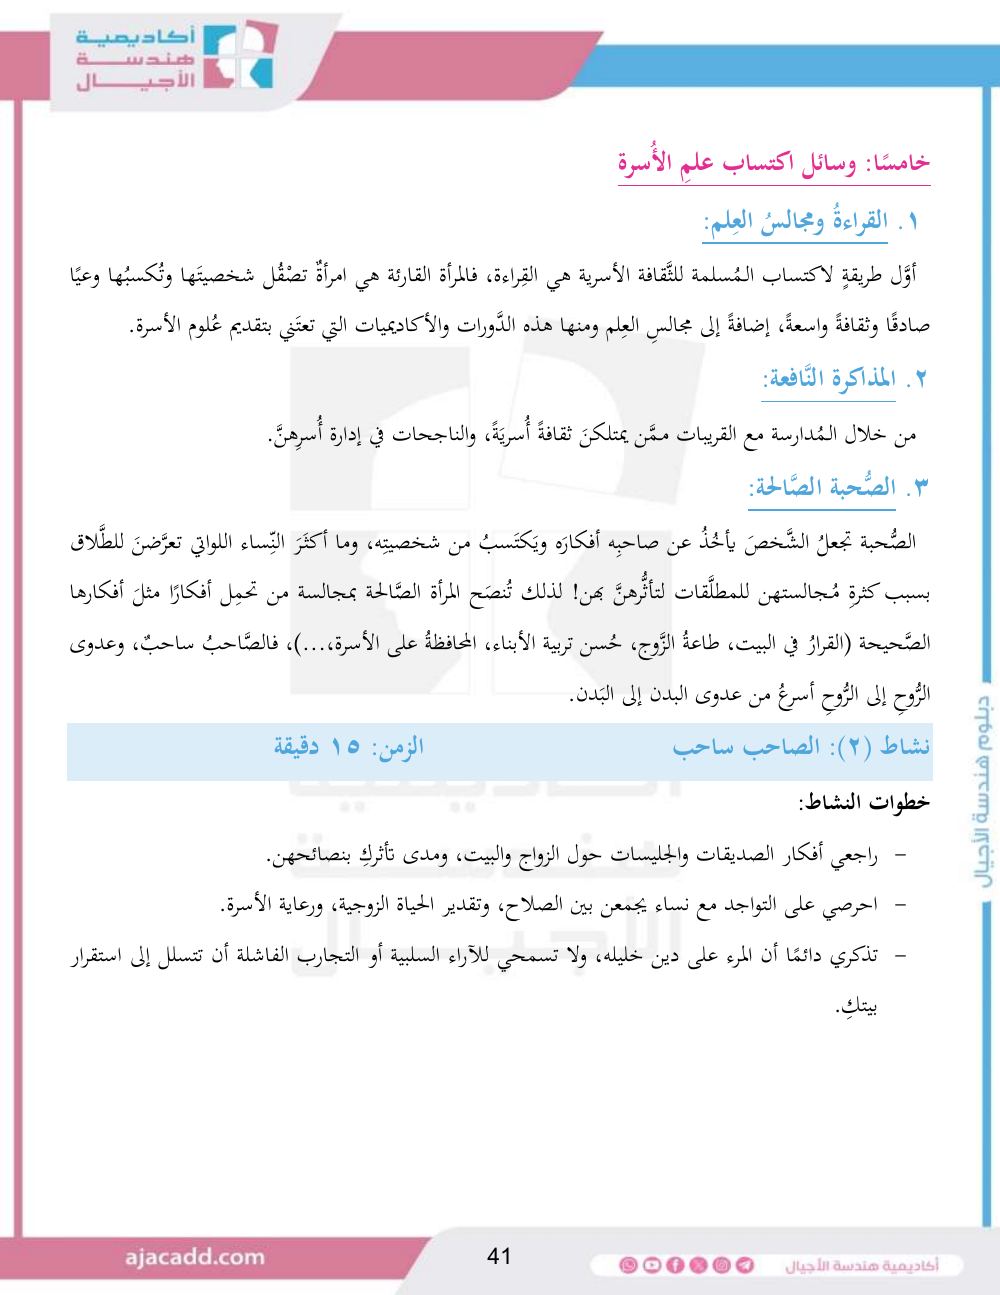 أكاديمية
هندسة
الأجيال
خامسًا: وسائل اكتساب علمِ الأُسرة
١. القراءةُ ومجالسُ العِلم:
أوَّل طريقةٍ لاكتساب المُسلمة للثَّقافة الأسرية هي القِراءة، فالمرأة القارئة هي امرأةٌ تصْقُل شخصيتَها وتُكسبُها وعيًا
صادقًا وثقافةً واسعةً، إضافةً إلى مجالسِ العِلم ومنها هذه الدَّورات والأكاديميات التي تعتَني بتقديم عُلوم الأسرة.
٢. المذاكرة النَّافعة:
من خلال المُدارسة مع القريبات ممَّن يمتلكنَ ثقافةً أُسريَةً، والناجحات في إدارة أُسرِهنَّ.
٣. الصُّحبة الصَّالحة:
الصُّحبة تجعلُ الشَّخصَ يأخُذُ عن صاحبِه أفكارَه ويَكتَسبُ من شخصيتِه، وما أكثَرَ النِّساء اللواتي تعرَّضنَ للطَّلاق
بسبب كثرةِ مُجالستهن للمطلَّقات لتأثُّرهنَّ بهن! لذلك تُنصَح المرأة الصَّالحة بمجالسة من تحمِل أفكارًا مثلَ أفكارها
الصَّحيحة (القرارُ في البيت، طاعةُ الزَّوج، حُسن تربية الأبناء، المحافظةُ على الأسرة،...)، فالصَّاحبُ ساحبٌ، وعدوى
الرُّوحِ إلى الرُّوحِ أسرعُ من عدوى البدن إلى البَدن.
نشاط (٢): الصاحب ساحب الزمن: ١٥ دقيقة
خطوات النشاط:
– راجعي أفكار الصديقات والجليسات حول الزواج والبيت، ومدى تأثركِ بنصائحهن.
– احرصي على التواجد مع نساء يجمعن بين الصلاح، وتقدير الحياة الزوجية، ورعاية الأسرة.
– تذكري دائمًا أن المرء على دين خليله، ولا تسمحي للآراء السلبية أو التجارب الفاشلة أن تتسلل إلى استقرار
بيتكِ.
دبلوم هندسة الأجيال
أكاديمية
هندسة
الأجيال
ajacadd.com
41
أكاديمية هندسة الأجيال